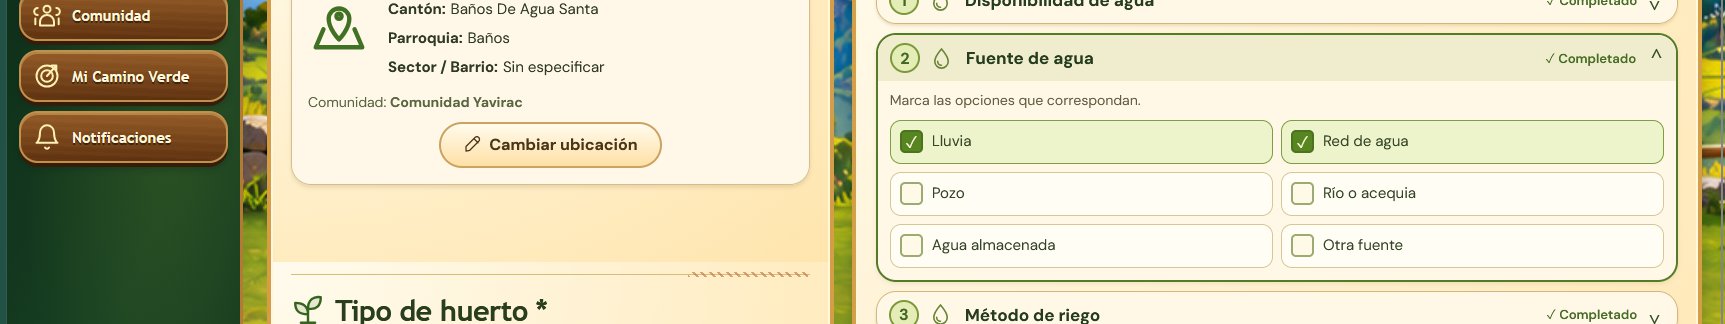 Comunidad
Mi Camino Verde
Notificaciones
Cantón: Baños De Agua Santa
Parroquia: Baños
Sector / Barrio: Sin especificar
Comunidad: Comunidad Yavirac
Cambiar ubicación
Tipo de huerto *
1 Disponibilidad de agua ✓ Completado
2 Fuente de agua ✓ Completado
Marca las opciones que correspondan.
Lluvia
Red de agua
Pozo
Río o acequia
Agua almacenada
Otra fuente
3 Método de riego ✓ Completado